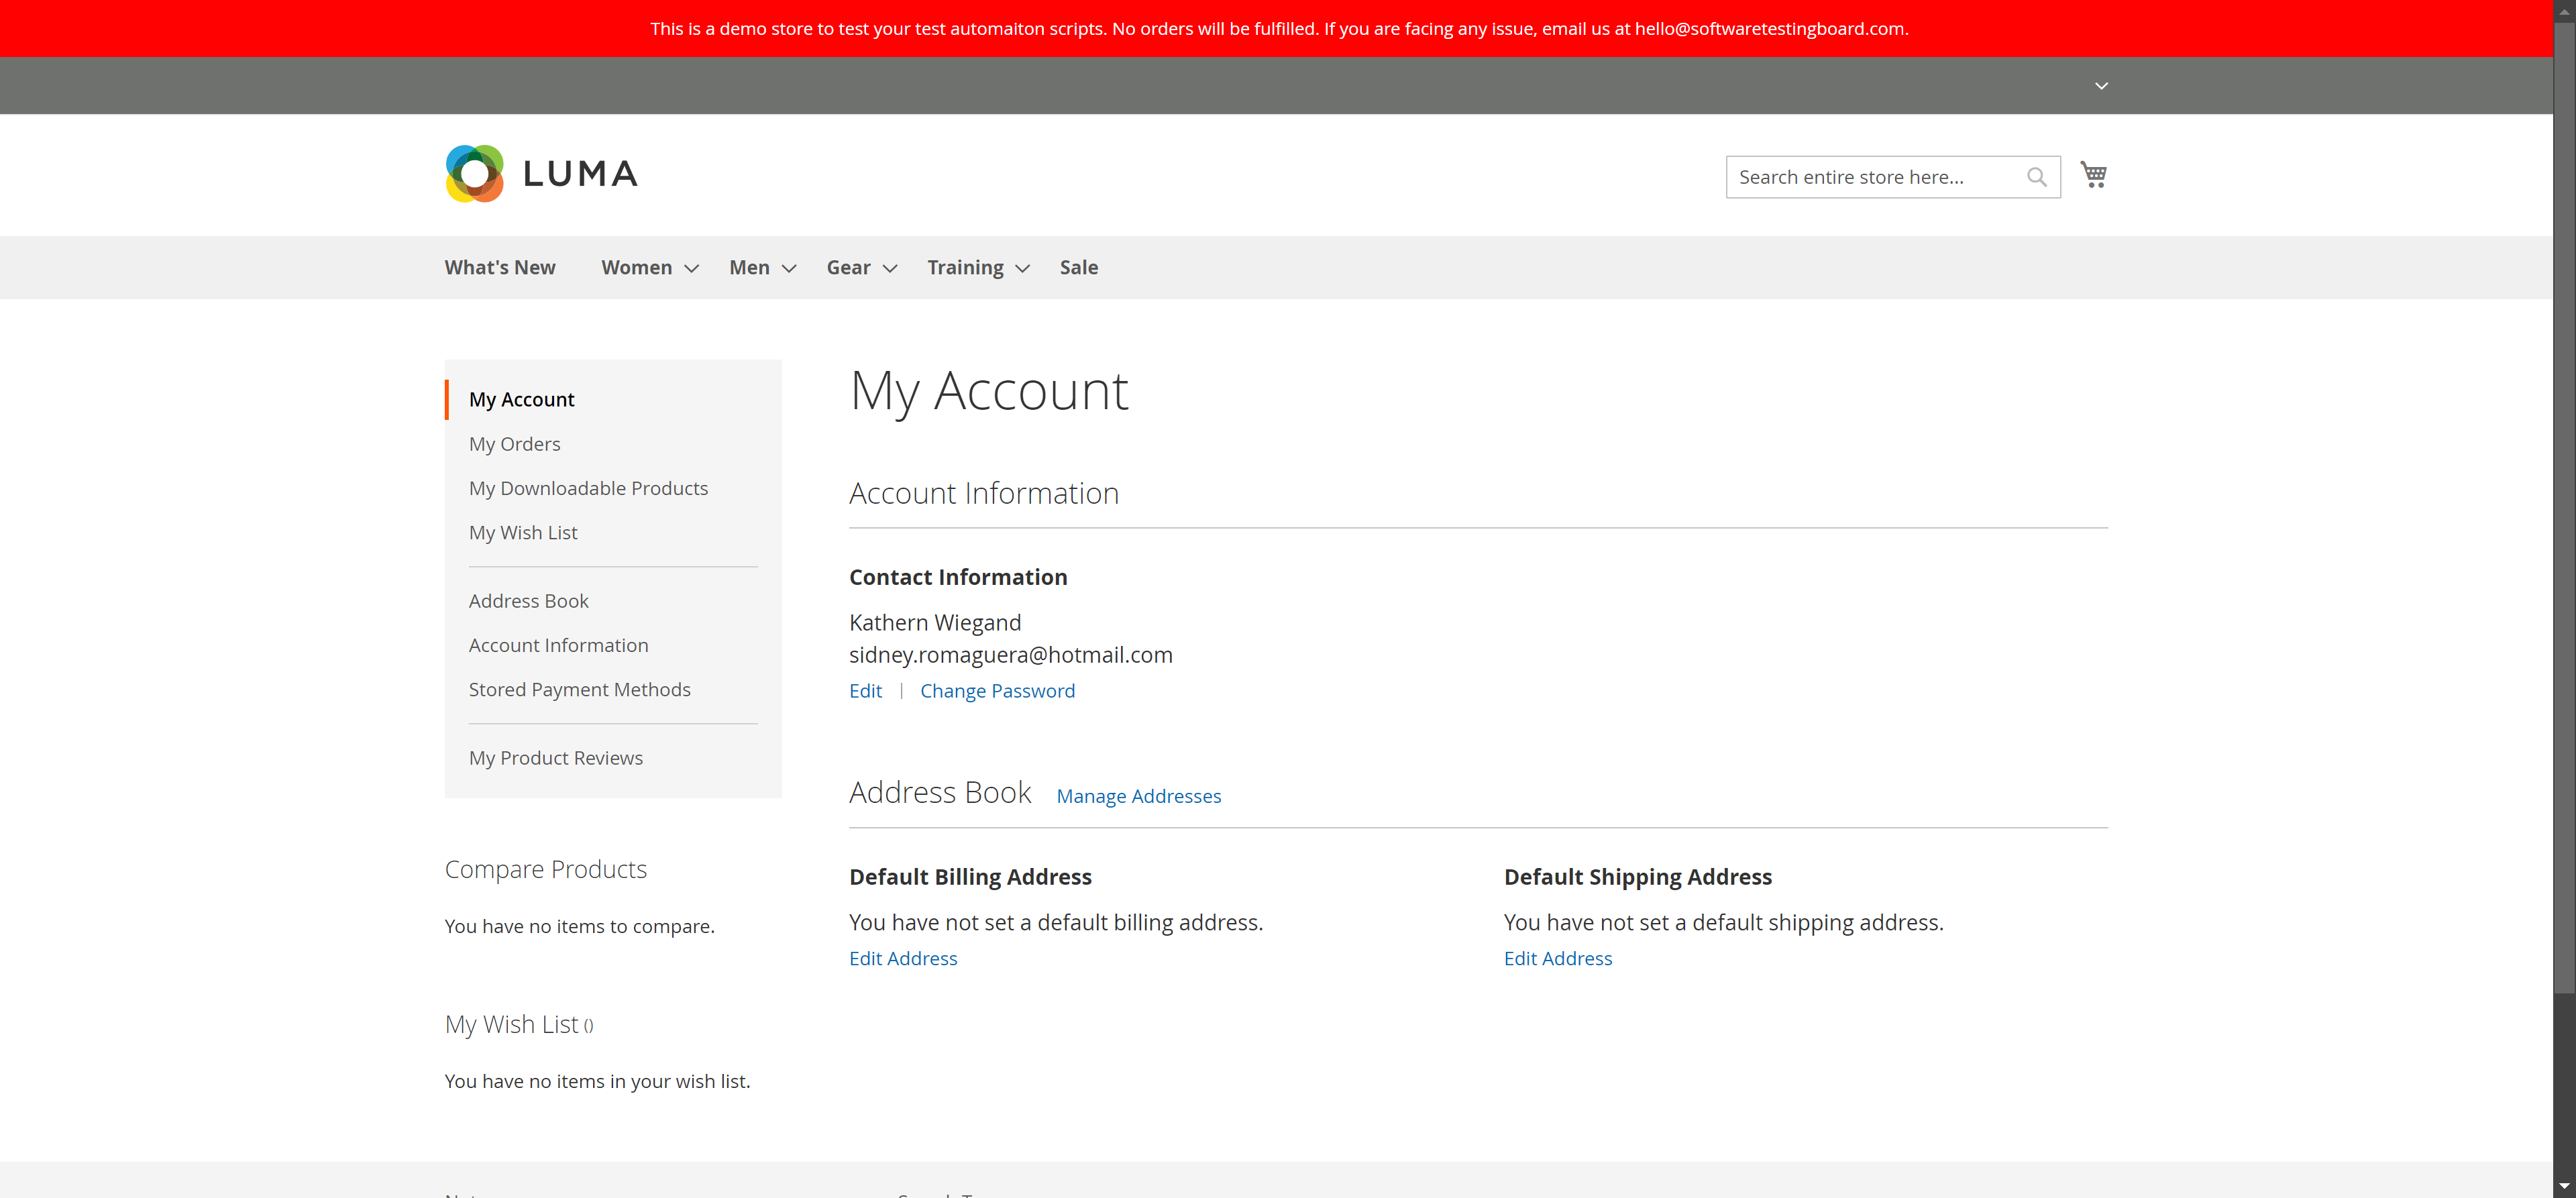 This is a demo store to test your test automaiton scripts. No orders will be fulfilled. If you are facing any issue, email us at hello@softwaretestingboard.com.
LUMA
Search entire store here...
What's New Women Men Gear Training Sale
My Account
My Orders
My Downloadable Products
My Wish List
Address Book
Account Information
Stored Payment Methods
My Product Reviews
Compare Products
You have no items to compare.
My Wish List ()
You have no items in your wish list.
My Account
Account Information
Contact Information
Kathern Wiegand
sidney.romaguera@hotmail.com
Edit | Change Password
Address Book Manage Addresses
Default Billing Address
You have not set a default billing address.
Edit Address
Default Shipping Address
You have not set a default shipping address.
Edit Address